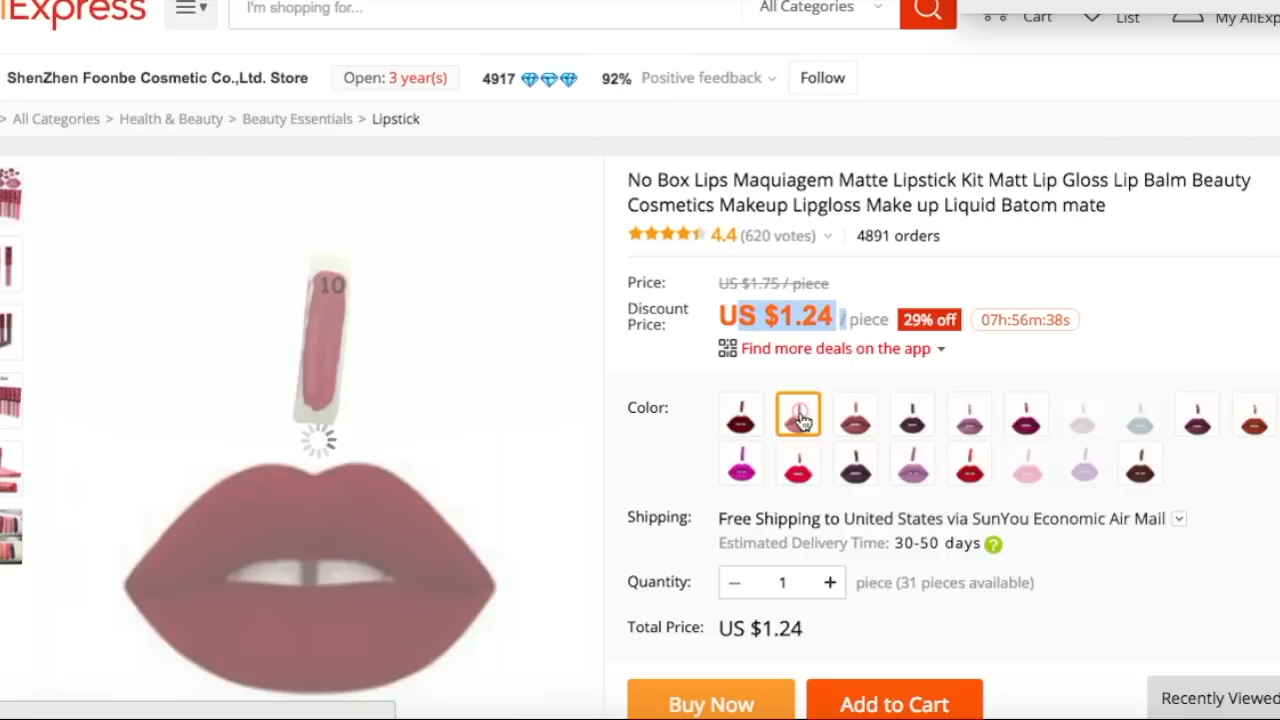 iExpress
I'm shopping for...
All Categories
Cart
List
My AliExp
ShenZhen Foonbe Cosmetic Co.,Ltd. Store
Open: 3 year(s)
4917
92% Positive feedback
Follow
> All Categories > Health & Beauty > Beauty Essentials > Lipstick
No Box Lips Maquiagem Matte Lipstick Kit Matt Lip Gloss Lip Balm Beauty
Cosmetics Makeup Lipgloss Make up Liquid Batom mate
4.4 (620 votes)
4891 orders
Price: US $1.75 / piece
Discount
Price:
US $1.24 / piece
29% off
07h:56m:38s
Find more deals on the app
10
Color:
Shipping: Free Shipping to United States via SunYou Economic Air Mail
Estimated Delivery Time: 30-50 days ?
Quantity: – 1 + piece (31 pieces available)
Total Price: US $1.24
Buy Now
Add to Cart
Recently Viewed